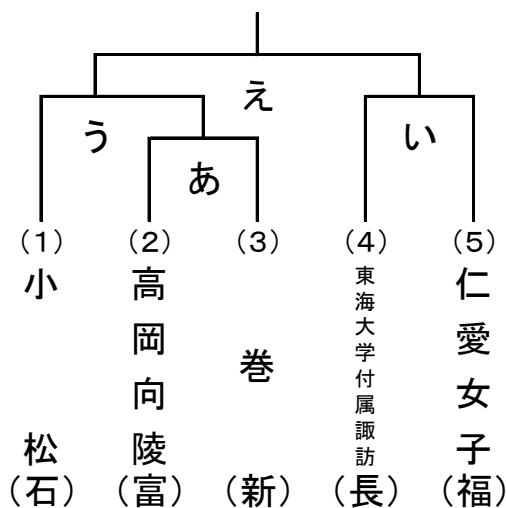 え
う
い
あ
（1）
（2）
（3）
（4）
（5）
小松
高岡向陵
巻
東海大学付属諏訪
仁愛女子
（石）
（富）
（新）
（長）
（福）